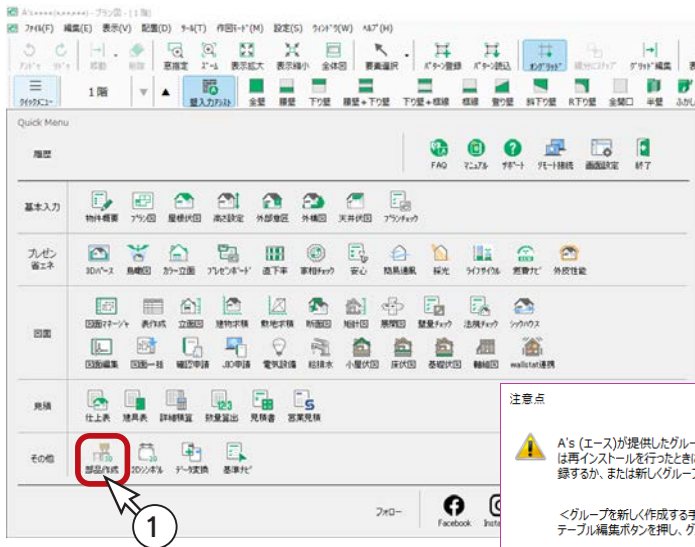 A's***(*****)-プラン図 - [1階]
ファイル(F) 編集(E) 表示(V) 配置(D) ツール(T) 作図モード(M) 設定(S) ウィンドウ(W) ヘルプ(H)
窓指定 ズーム 表示拡大 表示縮小 全体図 要素選択 パターン登録 パターン読込 オングリッド グリッド編集
クイックメニュー 1階 壁入力アシスト 全壁 腰壁 下り壁 腰壁+下り壁 下り壁+框線 框線 登り壁 斜下り壁 R下り壁 全開口 半壁
Quick Menu
履歴
FAQ マニュアル サポート リモート接続 画面設定 終了
基本入力
物件概要 プラン図 屋根伏図 高さ設定 外部意匠 外構図 天井伏図 プランチェック
プレゼン
省エネ
3Dパース 鳥瞰図 カラー立面 プレゼンボード 直下率 家相チェック 安心 簡易通風 採光 ライフサイクル 燃費ナビ 外皮性能
図面
図面マネージャ 表作成 立面図 建物求積 敷地求積 断面図 矩計図 展開図 壁量チェック 法規チェック シックハウス
図面編集 図面一括 確認申請 JIO申請 電気設備 給排水 小屋伏図 床伏図 基礎伏図 軸組図 wallstat連携
見積
仕上表 建具表 詳細積算 数量算出 見積書 営業見積
その他
部品作成 2Dシンボル データ変換 基準ナビ
1
フォロー
Facebook
注意点
A's (エース)が提供したグルー
は再インストールを行ったときに
録するか、または新しくグループ
<グループを新しく作成する手
テーブル編集ボタンを押し、グ